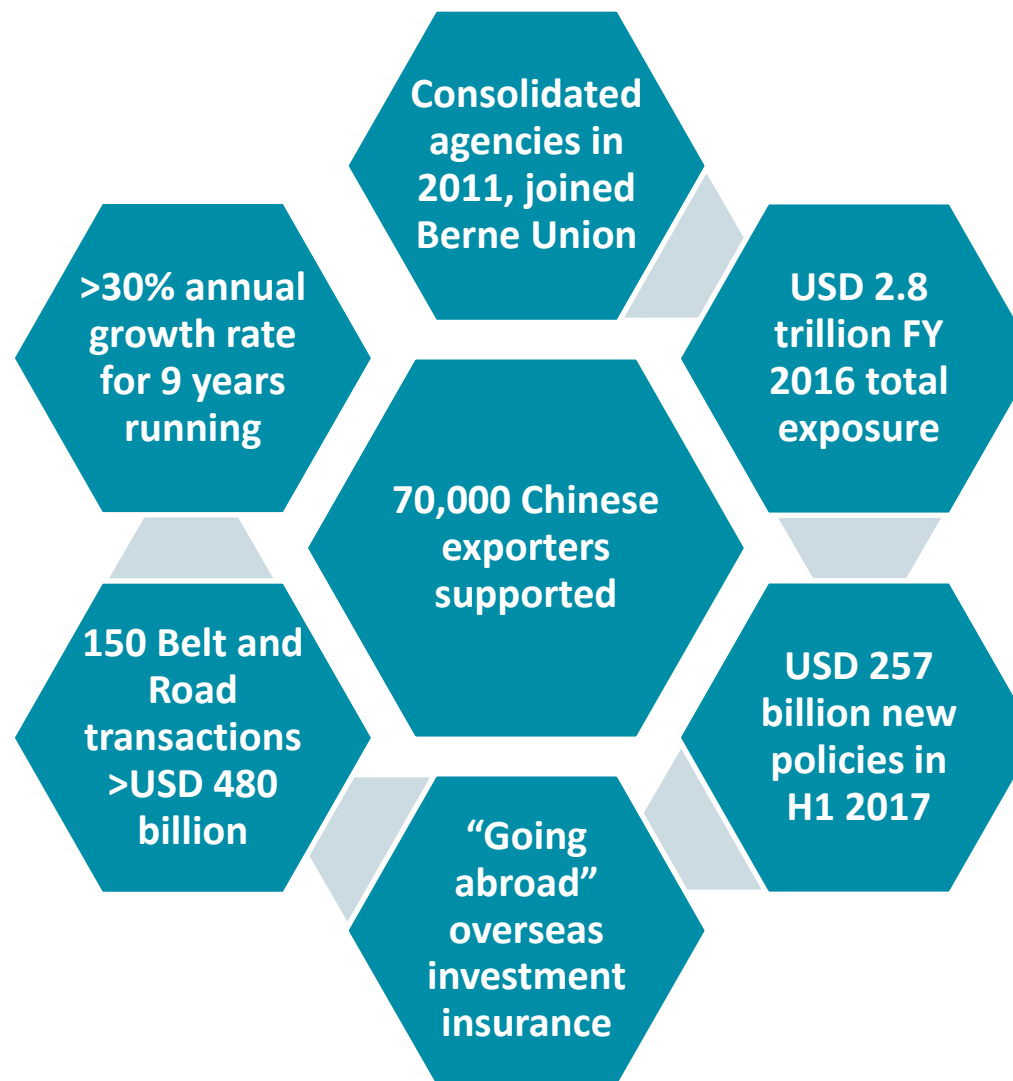 Consolidated
agencies in
2011, joined
Berne Union
USD 2.8
trillion FY
2016 total
exposure
USD 257
billion new
policies in
H1 2017
“Going
abroad”
overseas
investment
insurance
150 Belt and
Road
transactions
>USD 480
billion
>30% annual
growth rate
for 9 years
running
70,000 Chinese
exporters
supported